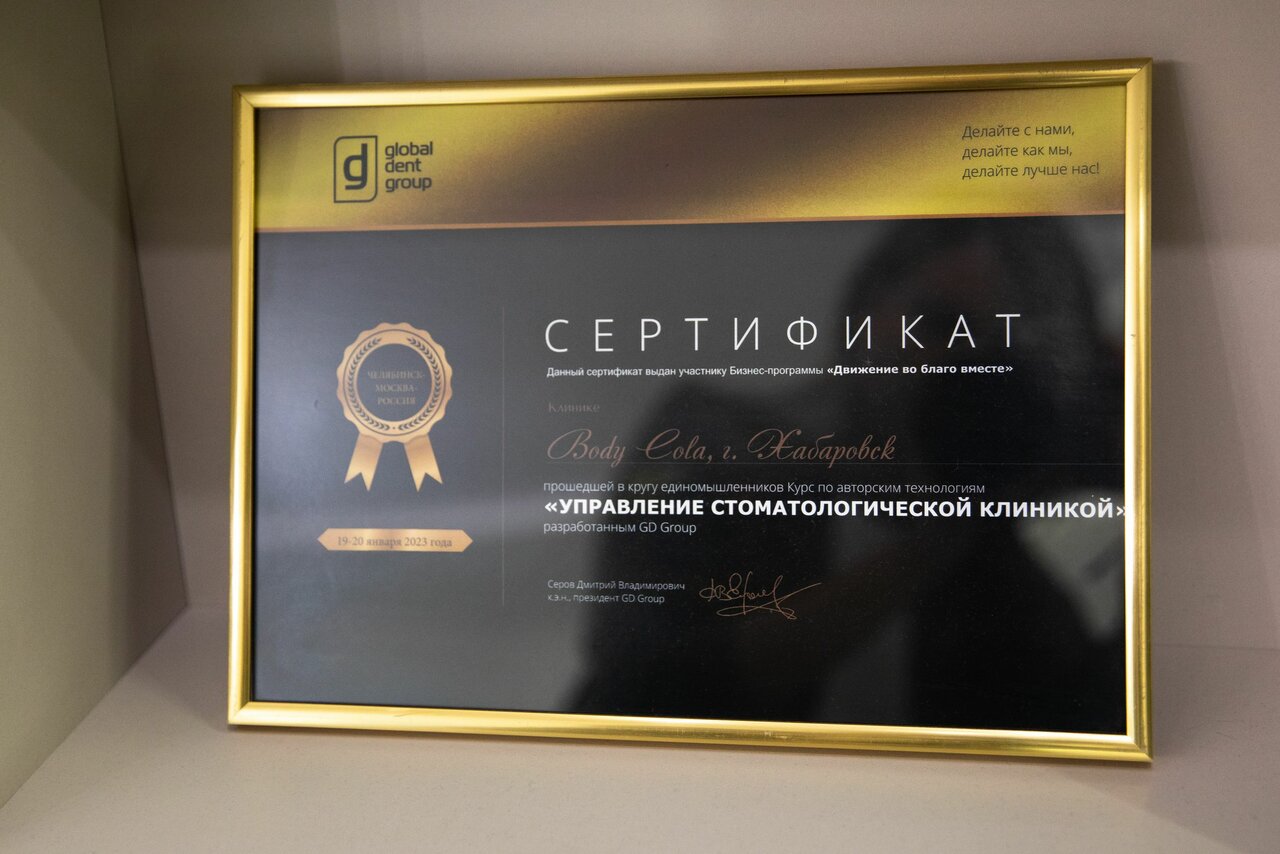 global
dent
group
Делайте с нами,
делайте как мы,
делайте лучше нас!
СЕРТИФИКАТ
Данный сертификат выдан участнику Бизнес-программы «Движение во благо вместе»
Клинике
Body Cola, г. Хабаровск
прошедшей в кругу единомышленников Курс по авторским технологиям
«УПРАВЛЕНИЕ СТОМАТОЛОГИЧЕСКОЙ КЛИНИКОЙ»
разработанным GD Group
ЧЕЛЯБИНСК-
МОСКВА-
РОССИЯ
19-20 января 2023 года
Серов Дмитрий Владимирович
к.э.н., президент GD Group